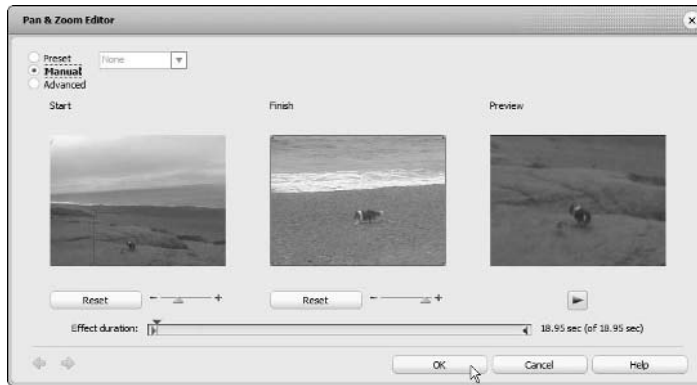 Pan & Zoom Editor
Preset
None
Manual
Advanced
Start
Finish
Preview
Reset
- +
Reset
- +
Effect duration:
18.95 sec (of 18.95 sec)
OK
Cancel
Help